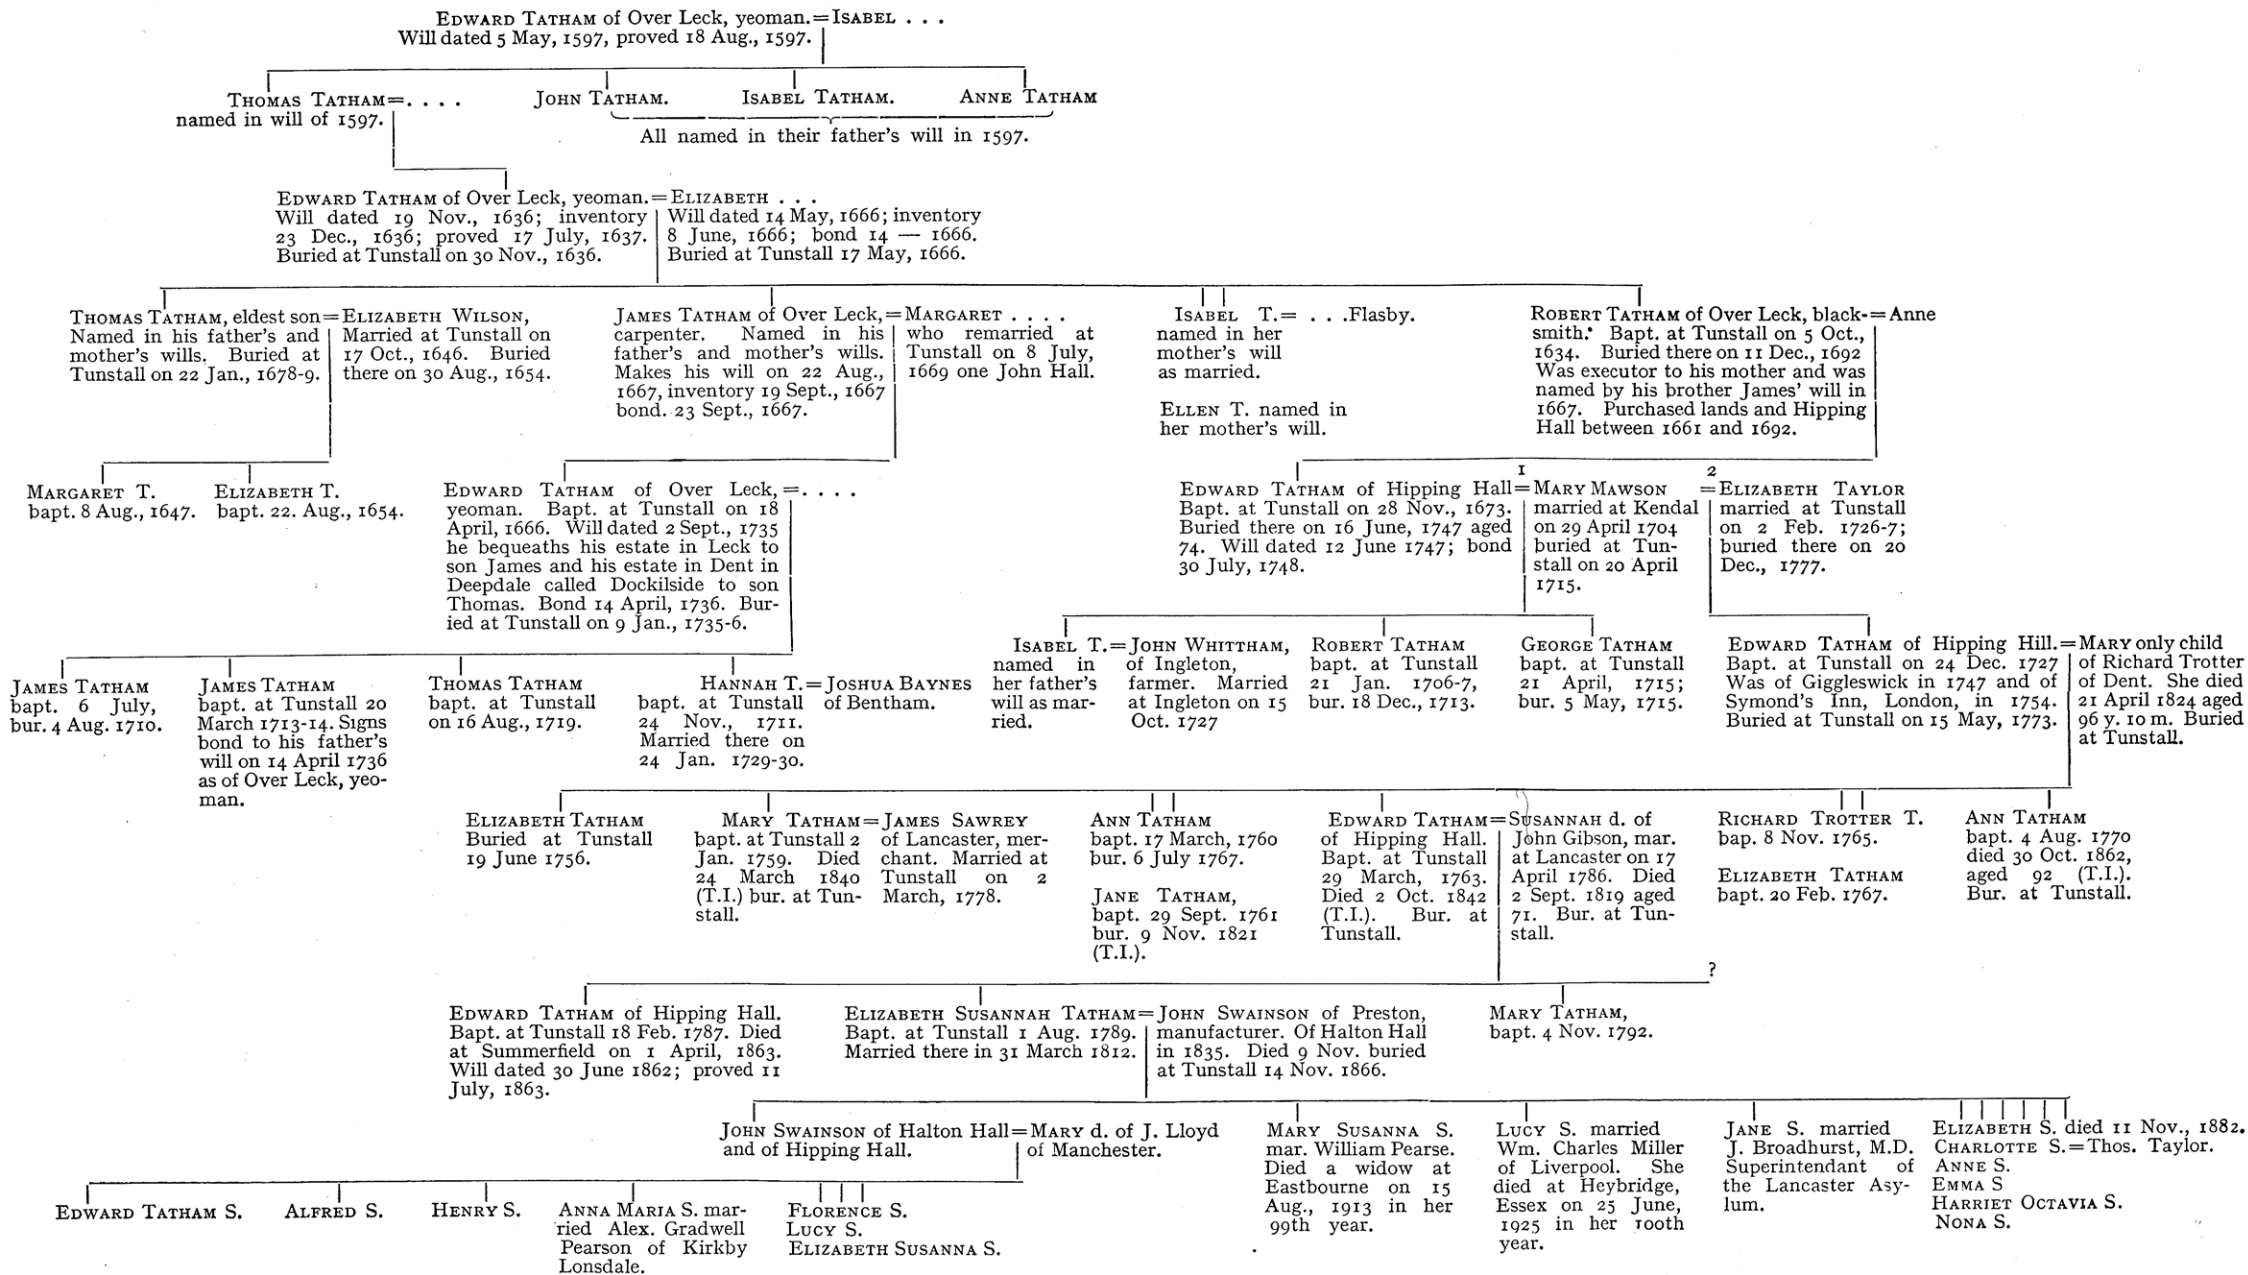 EDWARD TATHAM of Over Leck, yeoman.=ISABEL . . .
Will dated 5 May, 1597, proved 18 Aug., 1597.
THOMAS TATHAM=. . . .
named in will of 1597.
JOHN TATHAM.
ISABEL TATHAM.
ANNE TATHAM
All named in their father's will in 1597.
EDWARD TATHAM of Over Leck, yeoman.=ELIZABETH . . .
Will dated 19 Nov., 1636; inventory
23 Dec., 1636; proved 17 July, 1637.
Buried at Tunstall on 30 Nov., 1636.
Will dated 14 May, 1666; inventory
8 June, 1666; bond 14 — 1666.
Buried at Tunstall 17 May, 1666.
THOMAS TATHAM, eldest son=
Named in his father's and
mother's wills. Buried at
Tunstall on 22 Jan., 1678-9.
ELIZABETH WILSON,
Married at Tunstall on
17 Oct., 1646. Buried
there on 30 Aug., 1654.
JAMES TATHAM of Over Leck,=
carpenter. Named in his
father's and mother's wills.
Makes his will on 22 Aug.,
1667, inventory 19 Sept., 1667
bond. 23 Sept., 1667.
MARGARET . . . .
who remarried at
Tunstall on 8 July,
1669 one John Hall.
ISABEL T.= . . .Flasby.
named in her
mother's will
as married.
ELLEN T. named in
her mother's will.
ROBERT TATHAM of Over Leck, black-=Anne
smith. Bapt. at Tunstall on 5 Oct.,
1634. Buried there on 11 Dec., 1692
Was executor to his mother and was
named by his brother James' will in
1667. Purchased lands and Hipping
Hall between 1661 and 1692.
MARGARET T.
bapt. 8 Aug., 1647.
ELIZABETH T.
bapt. 22. Aug., 1654.
EDWARD TATHAM of Over Leck,=. . . .
yeoman. Bapt. at Tunstall on 18
April, 1666. Will dated 2 Sept., 1735
he bequeaths his estate in Leck to
son James and his estate in Dent in
Deepdale called Dockilside to son
Thomas. Bond 14 April, 1736. Bur-
ied at Tunstall on 9 Jan., 1735-6.
EDWARD TATHAM of Hipping Hall=
Bapt. at Tunstall on 28 Nov., 1673.
Buried there on 16 June, 1747 aged
74. Will dated 12 June 1747; bond
30 July, 1748.
1
MARY MAWSON
married at Kendal
on 29 April 1704
buried at Tun-
stall on 20 April
1715.
2
=ELIZABETH TAYLOR
married at Tunstall
on 2 Feb. 1726-7;
buried there on 20
Dec., 1777.
JAMES TATHAM
bapt. 6 July,
bur. 4 Aug. 1710.
JAMES TATHAM
bapt. at Tunstall 20
March 1713-14. Signs
bond to his father's
will on 14 April 1736
as of Over Leck, yeo-
man.
THOMAS TATHAM
bapt. at Tunstall
on 16 Aug., 1719.
HANNAH T.=
bapt. at Tunstall
24 Nov., 1711.
Married there on
24 Jan. 1729-30.
JOSHUA BAYNES
of Bentham.
ISABEL T.=
named in
her father's
will as mar-
ried.
JOHN WHITTHAM,
of Ingleton,
farmer. Married
at Ingleton on 15
Oct. 1727
ROBERT TATHAM
bapt. at Tunstall
21 Jan. 1706-7,
bur. 18 Dec., 1713.
GEORGE TATHAM
bapt. at Tunstall
21 April, 1715;
bur. 5 May, 1715.
EDWARD TATHAM of Hipping Hill.=
Bapt. at Tunstall on 24 Dec. 1727
Was of Giggleswick in 1747 and of
Symond's Inn, London, in 1754.
Buried at Tunstall on 15 May, 1773.
MARY only child
of Richard Trotter
of Dent. She died
21 April 1824 aged
96 y. 10 m. Buried
at Tunstall.
ELIZABETH TATHAM
Buried at Tunstall
19 June 1756.
MARY TATHAM=
bapt. at Tunstall 2
Jan. 1759. Died
24 March 1840
(T.I.) bur. at Tun-
stall.
JAMES SAWREY
of Lancaster, mer-
chant. Married at
Tunstall on 2
March, 1778.
ANN TATHAM
bapt. 17 March, 1760
bur. 6 July 1767.
JANE TATHAM,
bapt. 29 Sept. 1761
bur. 9 Nov. 1821
(T.I.).
EDWARD TATHAM=
of Hipping Hall.
Bapt. at Tunstall
29 March, 1763.
Died 2 Oct. 1842
(T.I.). Bur. at
Tunstall.
SUSANNAH d. of
John Gibson, mar.
at Lancaster on 17
April 1786. Died
2 Sept. 1819 aged
71. Bur. at Tun-
stall.
RICHARD TROTTER T.
bap. 8 Nov. 1765.
ELIZABETH TATHAM
bapt. 20 Feb. 1767.
ANN TATHAM
bapt. 4 Aug. 1770
died 30 Oct. 1862,
aged 92 (T.I.).
Bur. at Tunstall.
?
EDWARD TATHAM of Hipping Hall.
Bapt. at Tunstall 18 Feb. 1787. Died
at Summerfield on 1 April, 1863.
Will dated 30 June 1862; proved 11
July, 1863.
ELIZABETH SUSANNAH TATHAM=
Bapt. at Tunstall 1 Aug. 1789.
Married there in 31 March 1812.
JOHN SWAINSON of Preston,
manufacturer. Of Halton Hall
in 1835. Died 9 Nov. buried
at Tunstall 14 Nov. 1866.
MARY TATHAM,
bapt. 4 Nov. 1792.
JOHN SWAINSON of Halton Hall=
and of Hipping Hall.
MARY d. of J. Lloyd
of Manchester.
MARY SUSANNA S.
mar. William Pearse.
Died a widow at
Eastbourne on 15
Aug., 1913 in her
99th year.
LUCY S. married
Wm. Charles Miller
of Liverpool. She
died at Heybridge,
Essex on 25 June,
1925 in her 100th
year.
JANE S. married
J. Broadhurst, M.D.
Superintendant of
the Lancaster Asy-
lum.
ELIZABETH S. died 11 Nov., 1882.
CHARLOTTE S.=Thos. Taylor.
ANNE S.
EMMA S
HARRIET OCTAVIA S.
NONA S.
EDWARD TATHAM S.
ALFRED S.
HENRY S.
ANNA MARIA S. mar-
ried Alex. Gradwell
Pearson of Kirkby
Lonsdale.
FLORENCE S.
LUCY S.
ELIZABETH SUSANNA S.